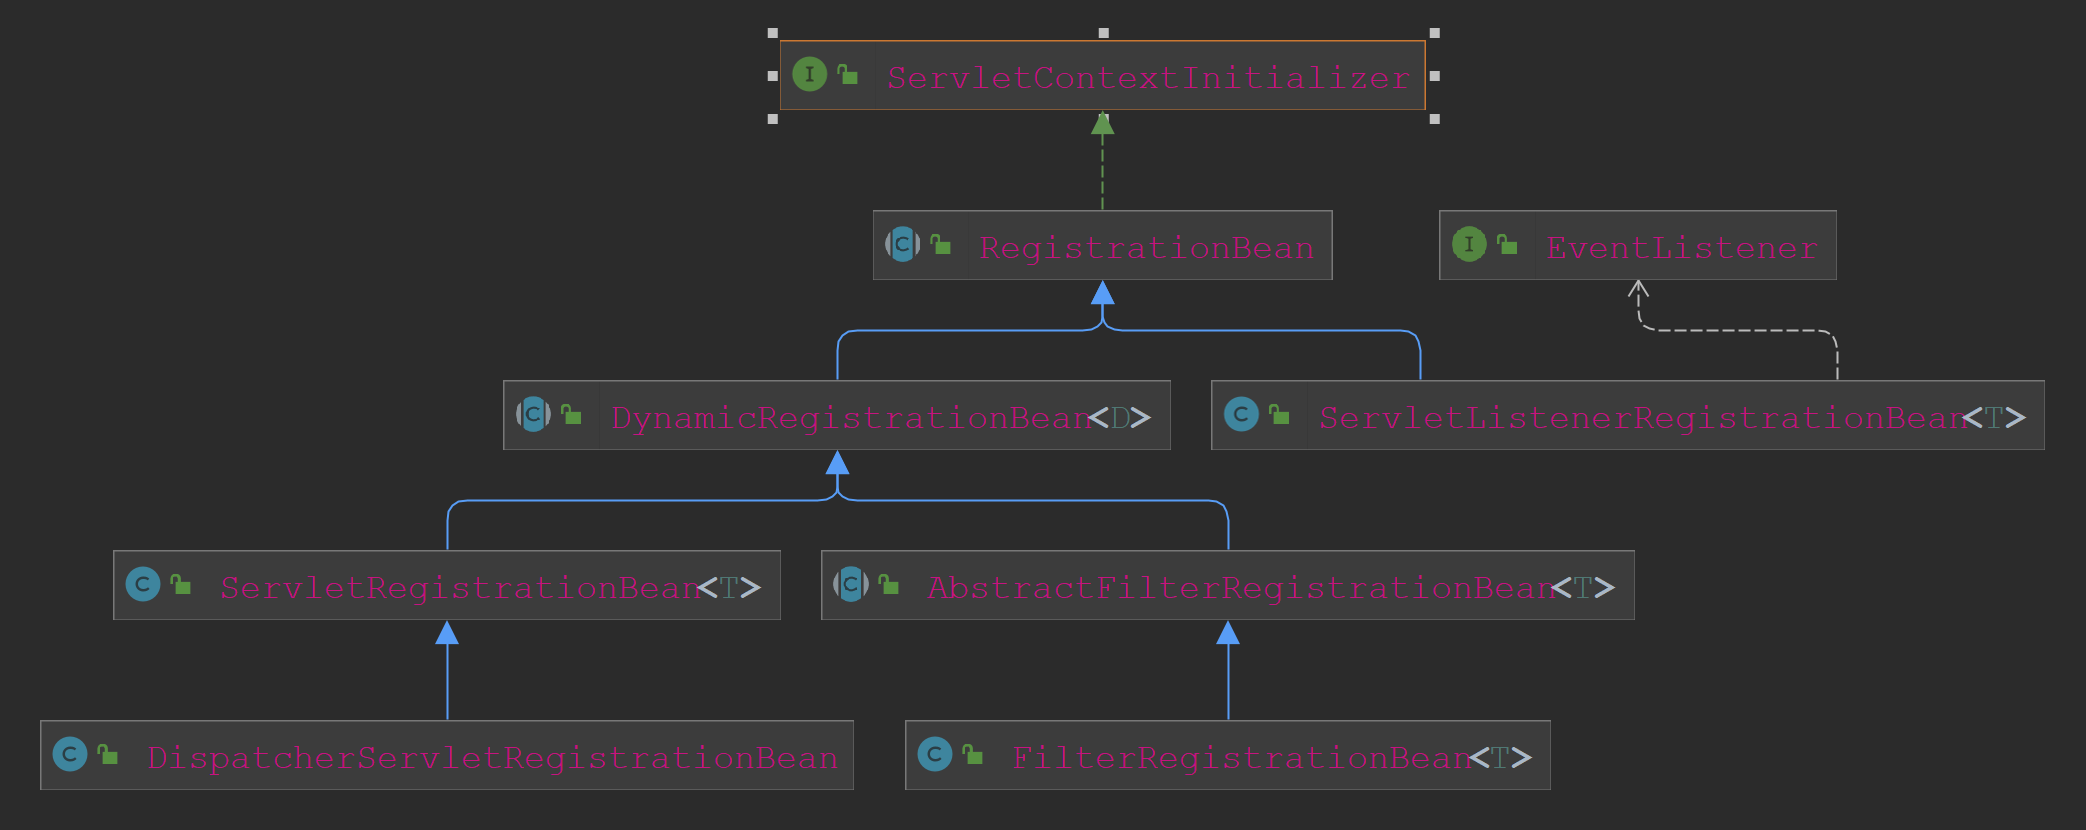 ServletContextInitializer
RegistrationBean
EventListener
DynamicRegistrationBean<D>
ServletListenerRegistrationBean<T>
ServletRegistrationBean<T>
AbstractFilterRegistrationBean<T>
DispatcherServletRegistrationBean
FilterRegistrationBean<T>